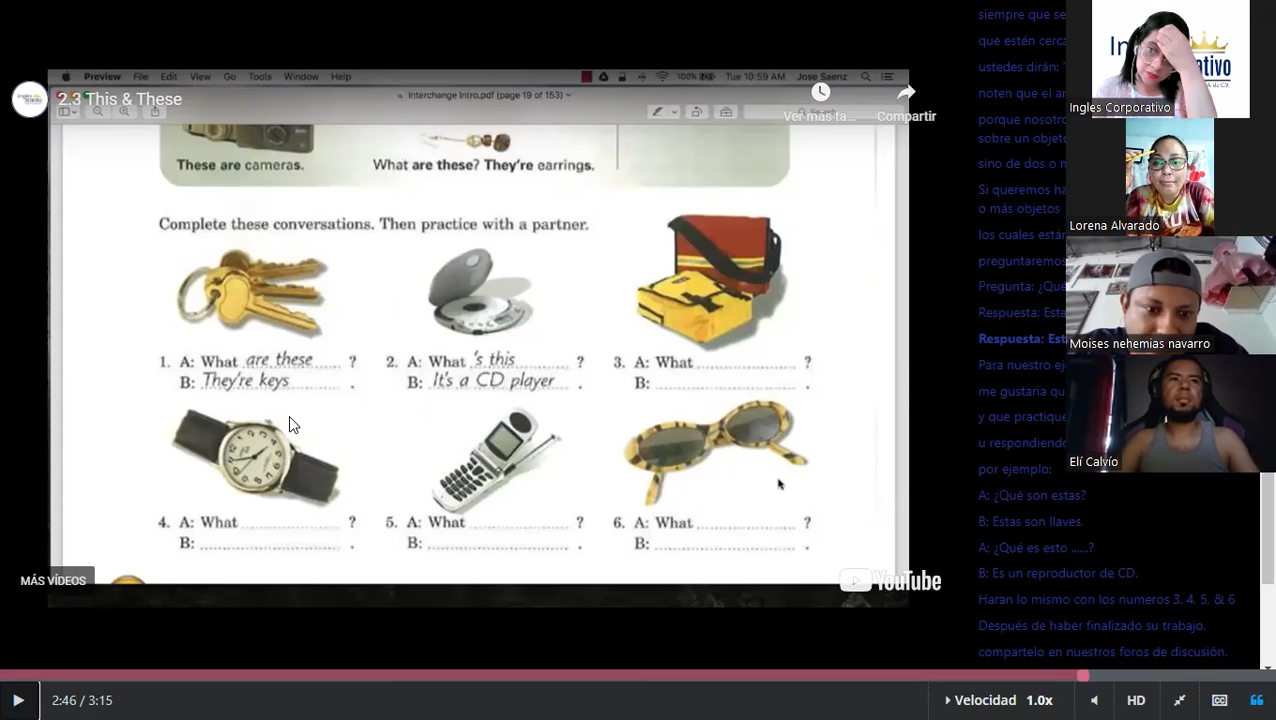 Preview File Edit View Go Tools Window Help
100% Tue 10:59 AM Jose Saenz
2.3 This & These
Interchange Intro.pdf (page 19 of 153)
Ver más ta...
Compartir
These are cameras.
What are these? They're earrings.
Complete these conversations. Then practice with a partner.
1. A: What are these ?
B: They're keys .
2. A: What 's this ?
B: It's a CD player .
3. A: What ?
B: .
4. A: What ?
B: .
5. A: What ?
B: .
6. A: What ?
B: .
MÁS VÍDEOS
YouTube
2:46 / 3:15
Velocidad 1.0x
HD
siempre que se
que estén cerca
ustedes dirán: "
noten que el ar
porque nosotro
sobre un objeto
sino de dos o m
Si queremos ha
o más objetos
los cuales están
preguntaremos
Pregunta: ¿Qué
Respuesta: Esta
Respuesta: Est
Para nuestro eje
me gustaria qu
y que practique
u respondiendo
por ejemplo:
A: ¿Qué son estas?
B: Estas son llaves.
A: ¿Qué es esto ......?
B: Es un reproductor de CD.
Haran lo mismo con los numeros 3, 4, 5, & 6
Después de haber finalizado su trabajo.
compartelo en nuestros foros de discusión.
Ingles Corporativo
Lorena Alvarado
Moises nehemias navarro
Elí Calvío